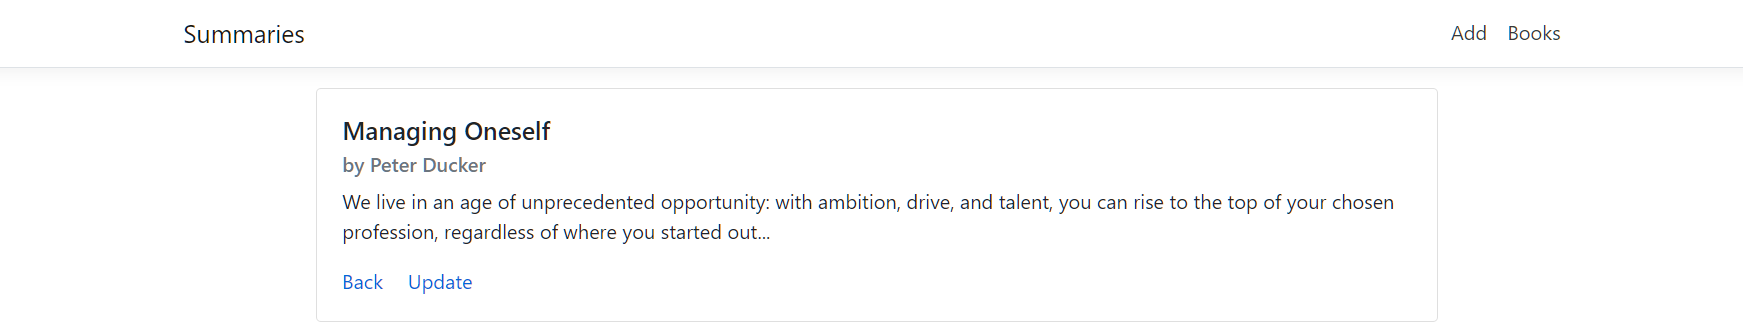 Summaries
Add Books
Managing Oneself
by Peter Ducker
We live in an age of unprecedented opportunity: with ambition, drive, and talent, you can rise to the top of your chosen
profession, regardless of where you started out...
Back Update